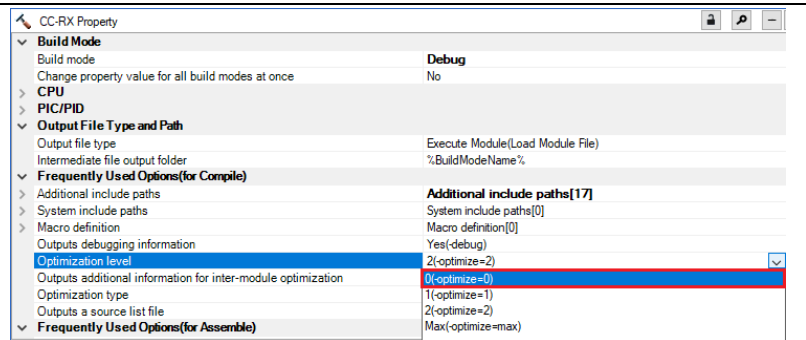 CC-RX Property
Build Mode
Build mode Debug
Change property value for all build modes at once No
CPU
PIC/PID
Output File Type and Path
Output file type Execute Module(Load Module File)
Intermediate file output folder %BuildModeName%
Frequently Used Options(for Compile)
Additional include paths Additional include paths[17]
System include paths System include paths[0]
Macro definition Macro definition[0]
Outputs debugging information Yes(-debug)
Optimization level 2(-optimize=2)
Outputs additional information for inter-module optimization 0(-optimize=0)
Optimization type 1(-optimize=1)
Outputs a source list file 2(-optimize=2)
Frequently Used Options(for Assemble) Max(-optimize=max)